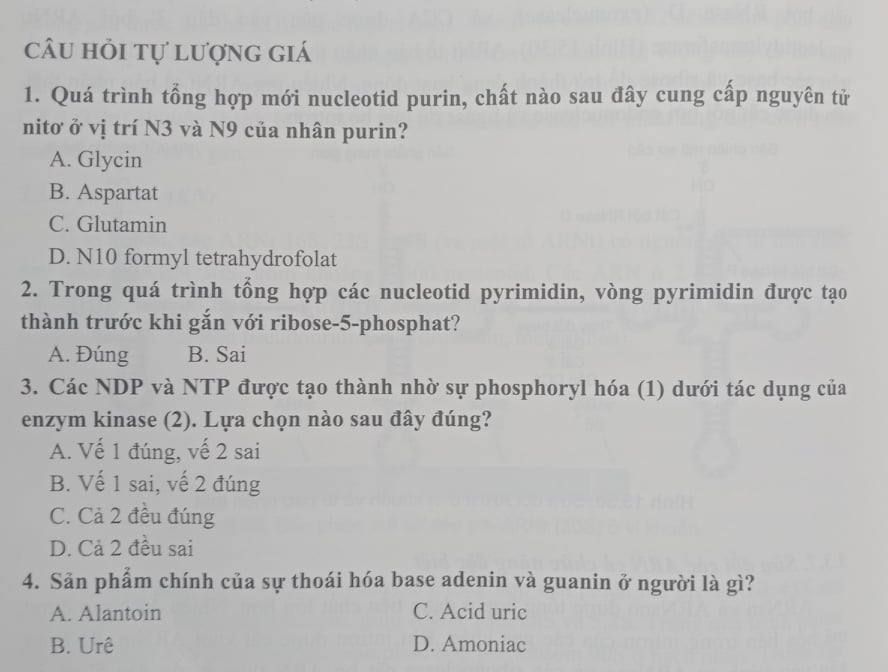 CÂU HỎI TỰ LƯỢNG GIÁ
1. Quá trình tổng hợp mới nucleotid purin, chất nào sau đây cung cấp nguyên tử
nitơ ở vị trí N3 và N9 của nhân purin?
A. Glycin
B. Aspartat
C. Glutamin
D. N10 formyl tetrahydrofolat
2. Trong quá trình tổng hợp các nucleotid pyrimidin, vòng pyrimidin được tạo
thành trước khi gắn với ribose-5-phosphat?
A. Đúng B. Sai
3. Các NDP và NTP được tạo thành nhờ sự phosphoryl hóa (1) dưới tác dụng của
enzym kinase (2). Lựa chọn nào sau đây đúng?
A. Vế 1 đúng, vế 2 sai
B. Vế 1 sai, vế 2 đúng
C. Cả 2 đều đúng
D. Cả 2 đều sai
4. Sản phẩm chính của sự thoái hóa base adenin và guanin ở người là gì?
A. Alantoin C. Acid uric
B. Urê D. Amoniac